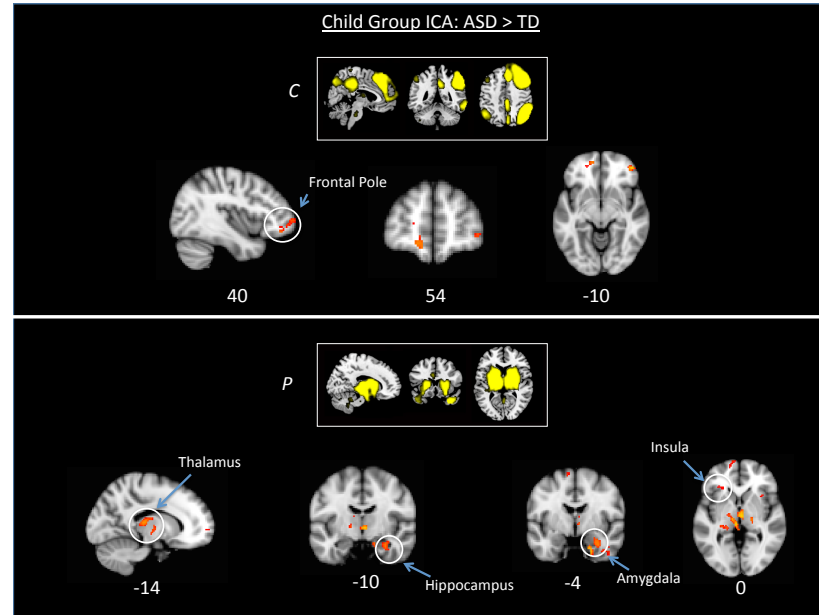 Child Group ICA: ASD > TD
C
Frontal Pole
40
54
-10
P
Thalamus
Insula
Hippocampus
Amygdala
-14
-10
-4
0